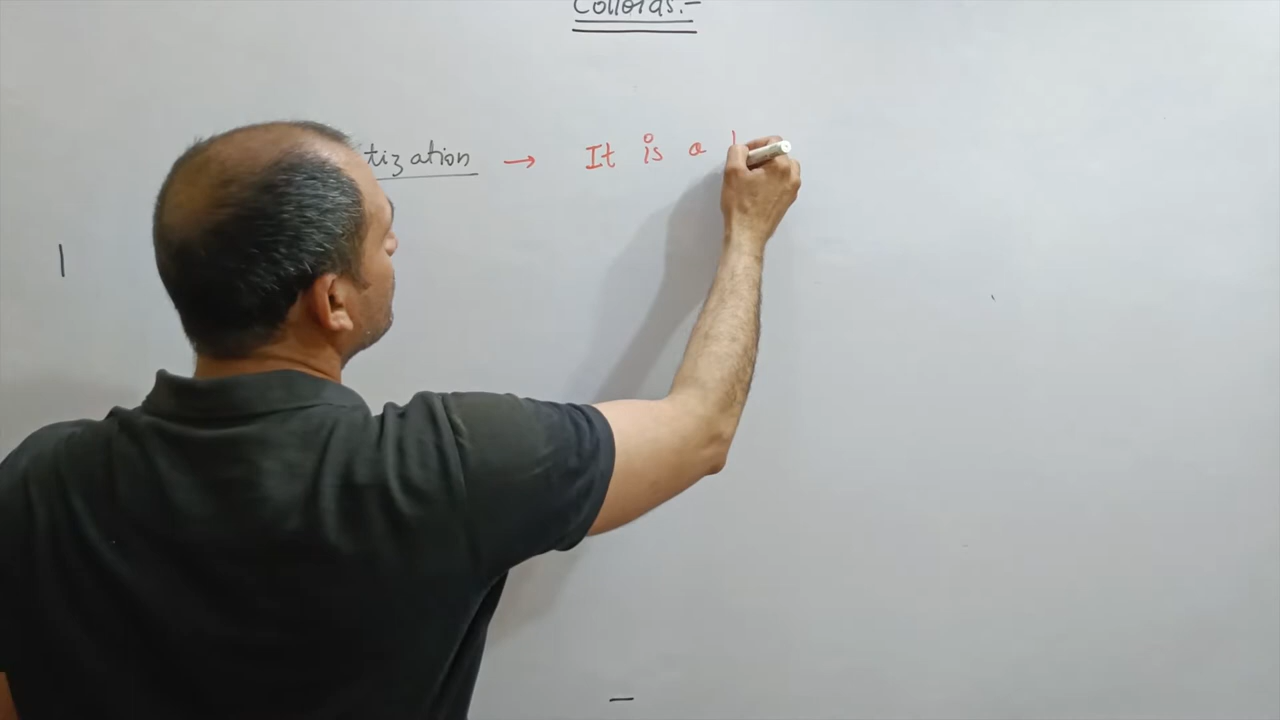 Colloids:-
tization → It is a